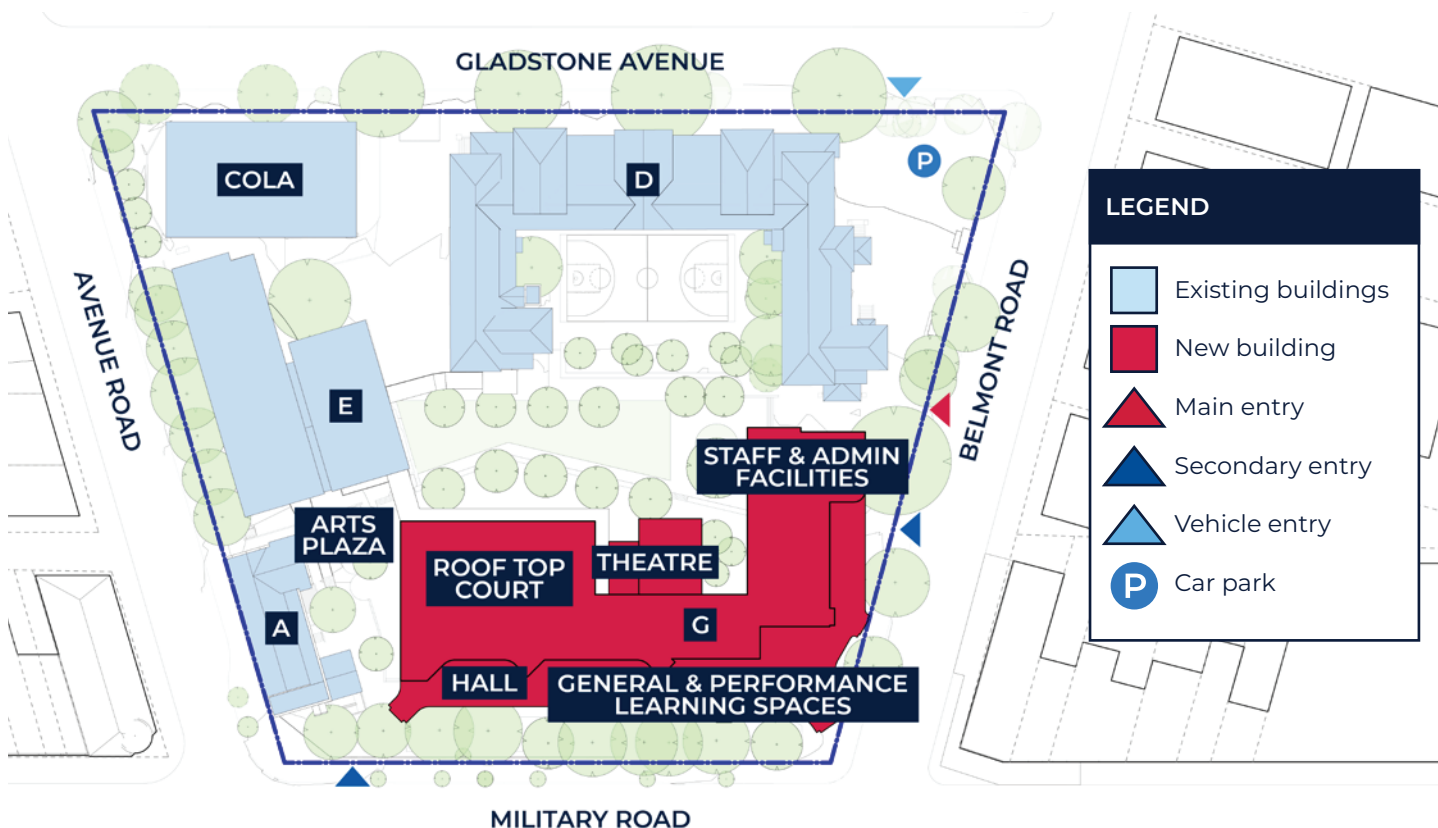 GLADSTONE AVENUE
COLA
D
P
AVENUE ROAD
BELMONT ROAD
E
STAFF & ADMIN
FACILITIES
ARTS
PLAZA
ROOF TOP
COURT
THEATRE
A
G
HALL
GENERAL & PERFORMANCE
LEARNING SPACES
MILITARY ROAD
LEGEND
Existing buildings
New building
Main entry
Secondary entry
Vehicle entry
P
Car park